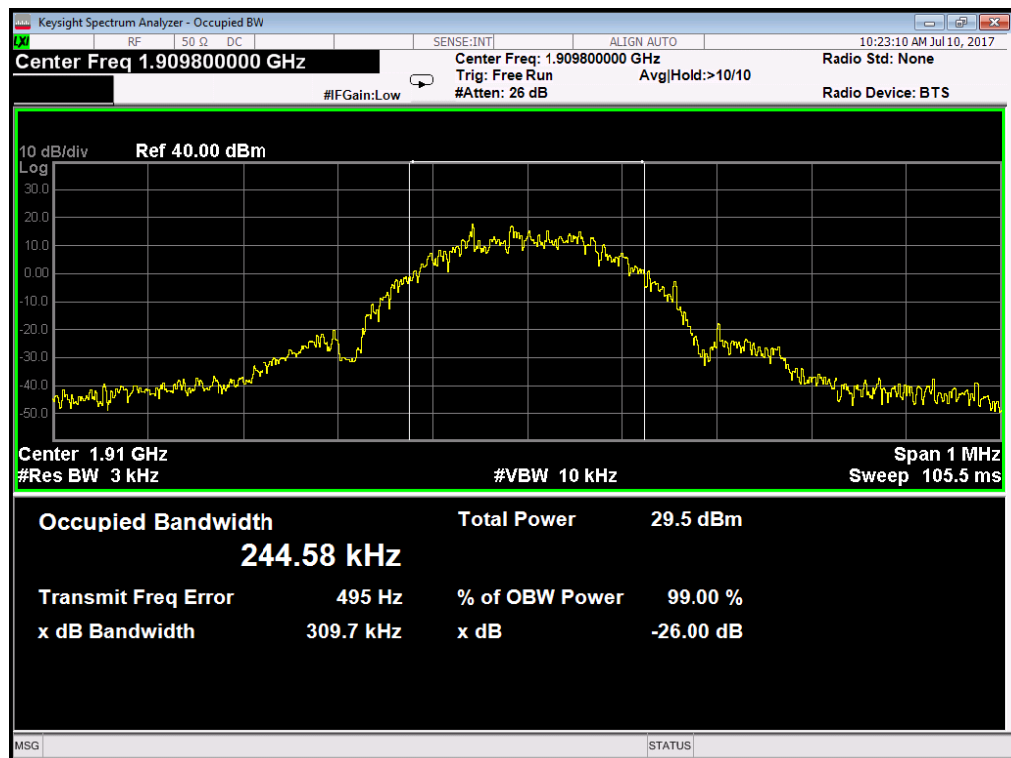 Keysight Spectrum Analyzer - Occupied BW
LXI RF 50 Ω DC SENSE:INT ALIGN AUTO 10:23:10 AM Jul 10, 2017
Center Freq 1.909800000 GHz
Center Freq: 1.909800000 GHz Radio Std: None
Trig: Free Run Avg|Hold:>10/10
#IFGain:Low #Atten: 26 dB Radio Device: BTS
10 dB/div Ref 40.00 dBm
Log
30.0
20.0
10.0
0.00
-10.0
-20.0
-30.0
-40.0
-50.0
Center 1.91 GHz Span 1 MHz
#Res BW 3 kHz #VBW 10 kHz Sweep 105.5 ms
Occupied Bandwidth Total Power 29.5 dBm
244.58 kHz
Transmit Freq Error 495 Hz % of OBW Power 99.00 %
x dB Bandwidth 309.7 kHz x dB -26.00 dB
MSG STATUS